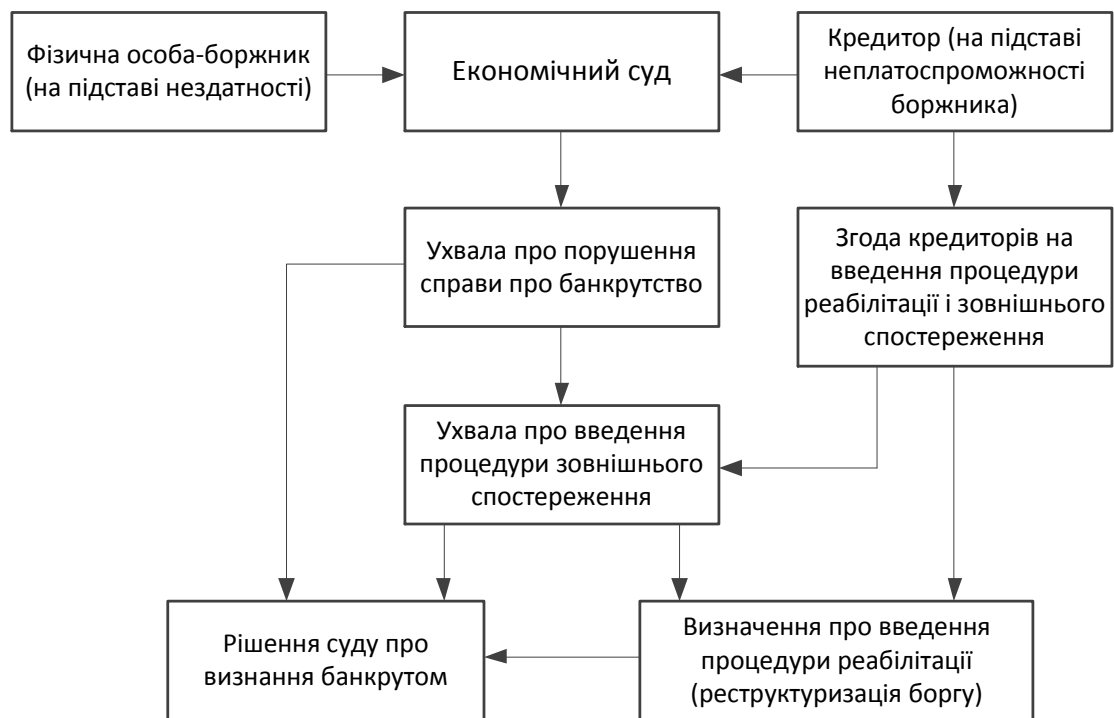 Фізична особа-боржник
(на підставі нездатності)
Економічний суд
Кредитор (на підставі
неплатоспроможності
боржника)
Ухвала про порушення
справи про банкрутство
Згода кредиторів на
введення процедури
реабілітації і зовнішнього
спостереження
Ухвала про введення
процедури зовнішнього
спостереження
Рішення суду про
визнання банкрутом
Визначення про введення
процедури реабілітації
(реструктуризація боргу)